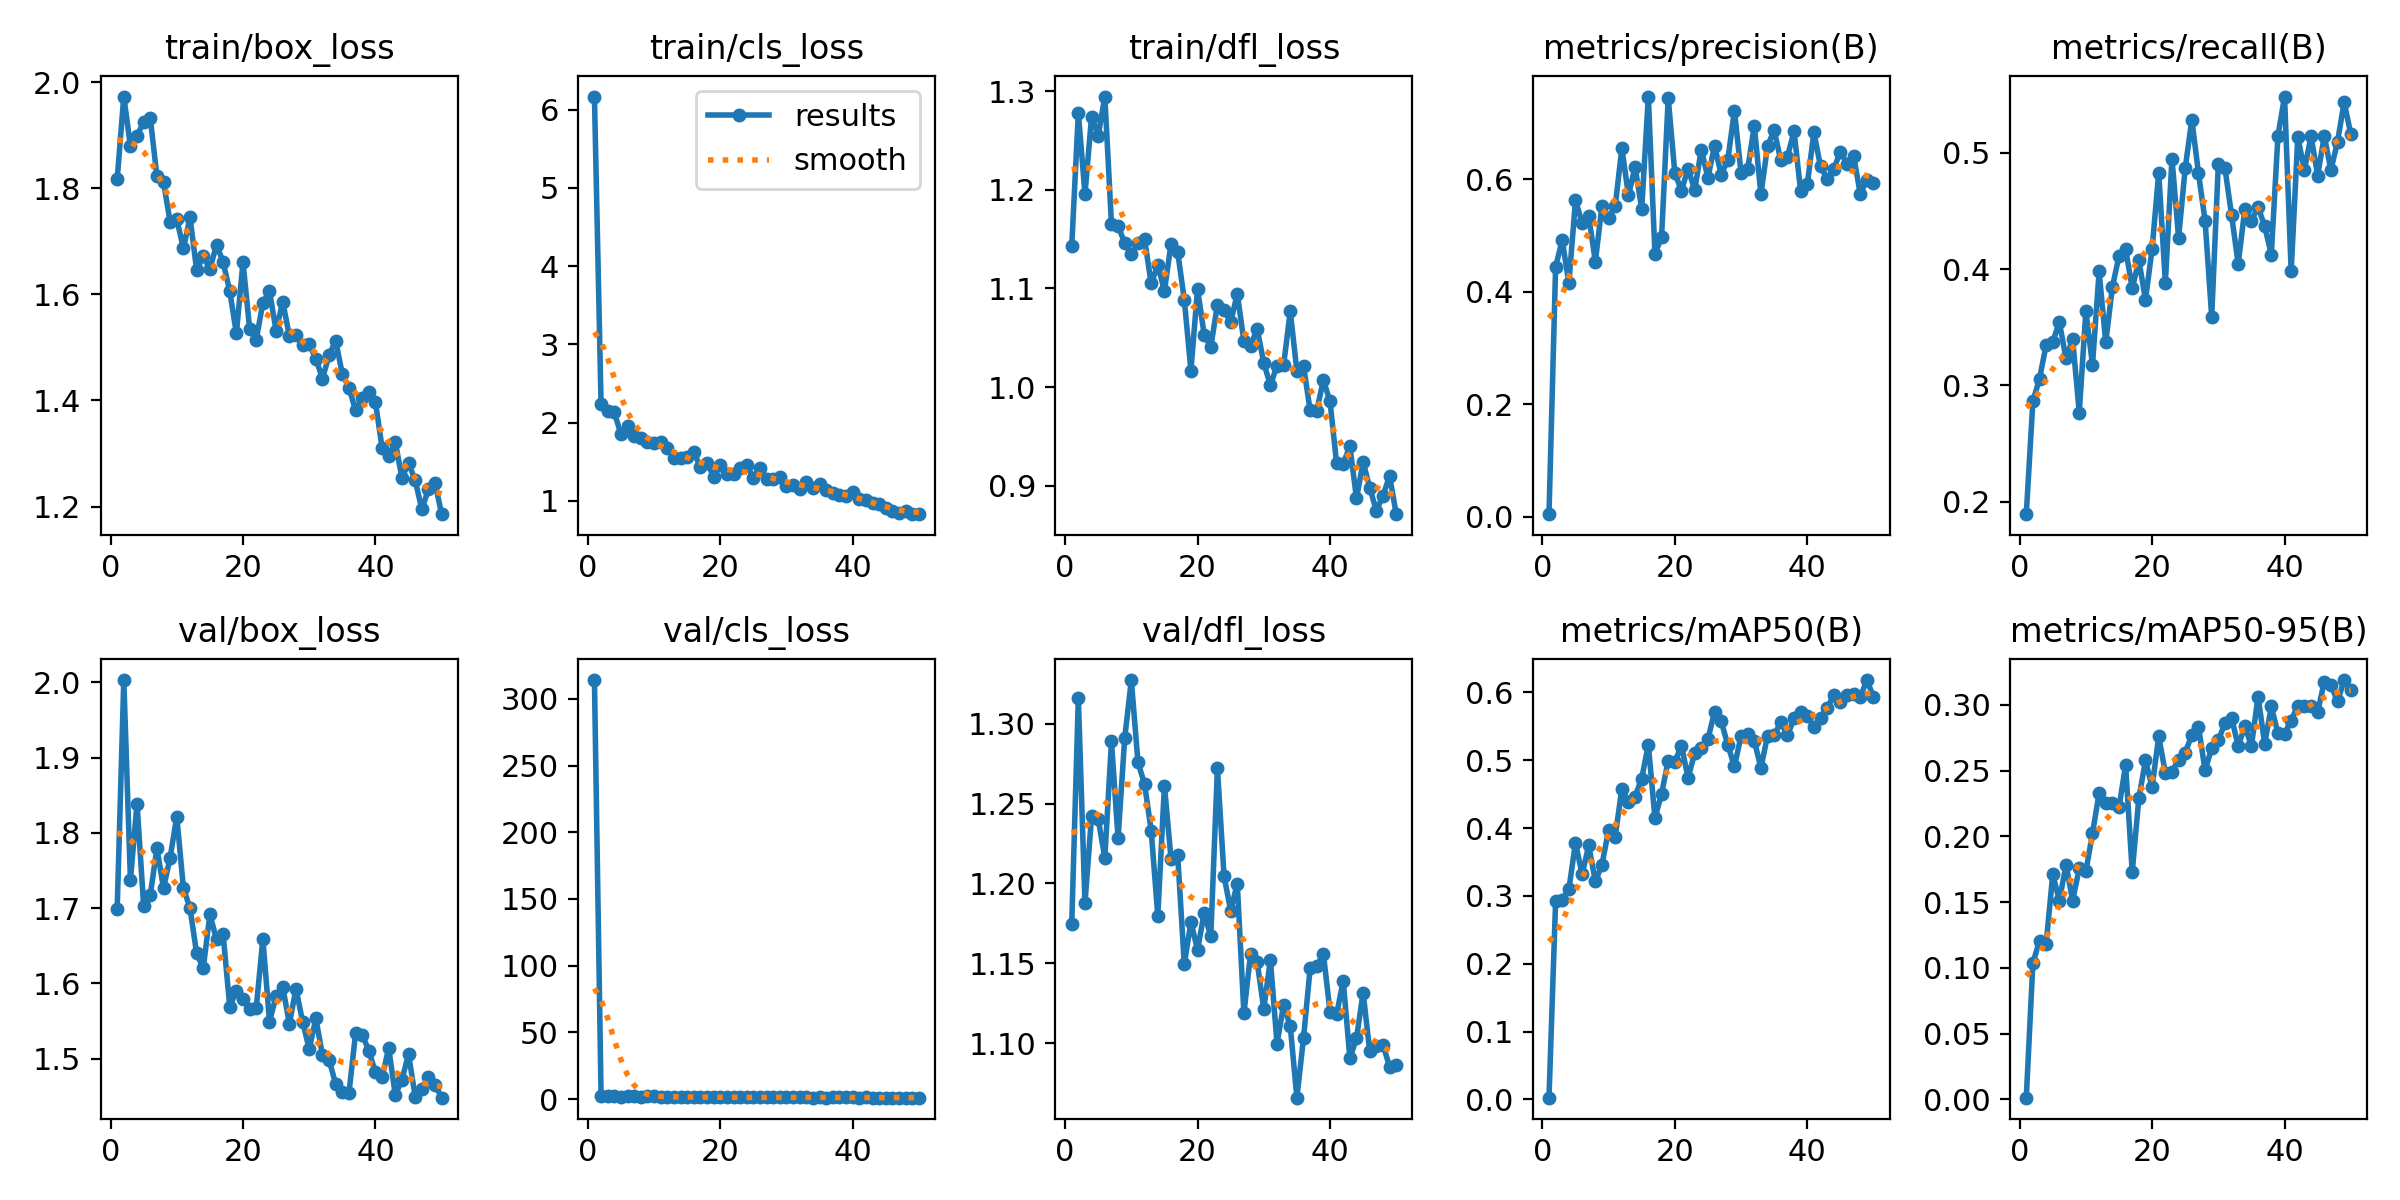 train/box_loss
train/cls_loss
train/dfl_loss
metrics/precision(B)
metrics/recall(B)
2.0
1.8
1.6
1.4
1.2
0 20 40
6
5
4
3
2
1
results
smooth
0 20 40
1.3
1.2
1.1
1.0
0.9
0 20 40
0.6
0.4
0.2
0.0
0 20 40
0.5
0.4
0.3
0.2
0 20 40
val/box_loss
val/cls_loss
val/dfl_loss
metrics/mAP50(B)
metrics/mAP50-95(B)
2.0
1.9
1.8
1.7
1.6
1.5
0 20 40
300
250
200
150
100
50
0
0 20 40
1.30
1.25
1.20
1.15
1.10
0 20 40
0.6
0.5
0.4
0.3
0.2
0.1
0.0
0 20 40
0.30
0.25
0.20
0.15
0.10
0.05
0.00
0 20 40